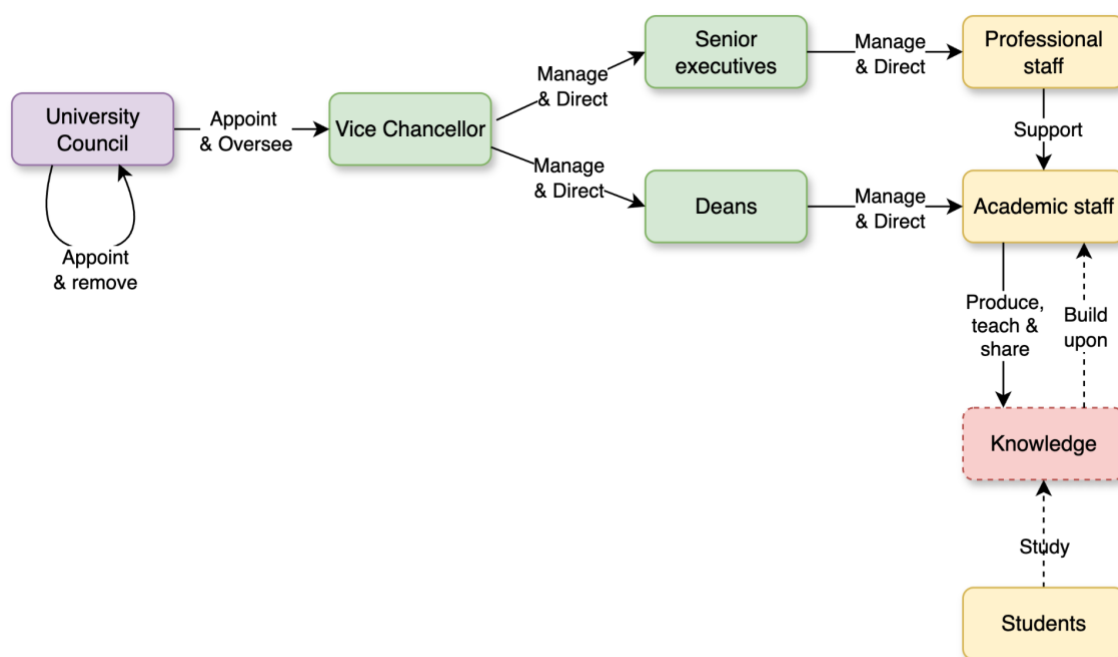 University
Council
Appoint
& Oversee
Appoint
& remove
Vice Chancellor
Manage
& Direct
Manage
& Direct
Senior
executives
Deans
Manage
& Direct
Manage
& Direct
Professional
staff
Support
Academic staff
Produce,
teach &
share
Build
upon
Knowledge
Study
Students